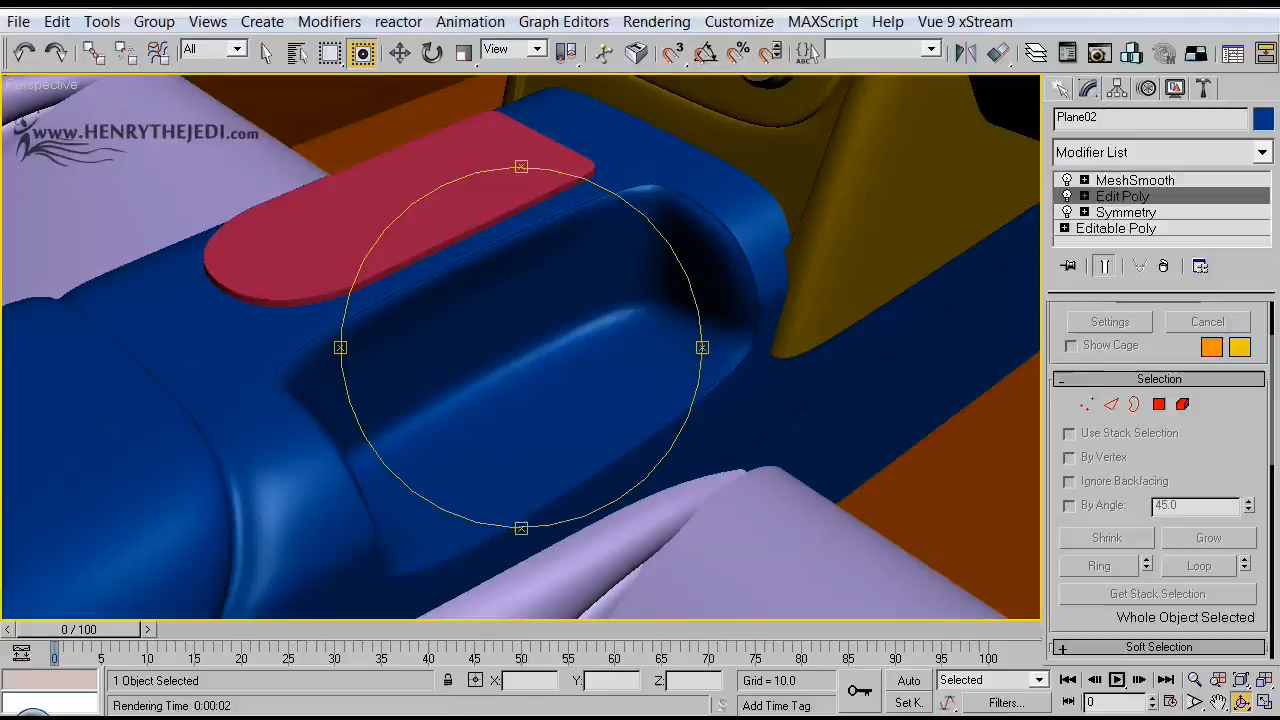 File Edit Tools Group Views Create Modifiers reactor Animation Graph Editors Rendering Customize MAXScript Help Vue 9 xStream
All View 3 % ABC
Perspective
www.HENRYTHEJEDI.com
Plane02
Modifier List
MeshSmooth
Edit Poly
Symmetry
Editable Poly
Settings Cancel
Show Cage
Selection
Use Stack Selection
By Vertex
Ignore Backfacing
By Angle: 45.0
Shrink Grow
Ring Loop
Get Stack Selection
Whole Object Selected
Soft Selection
0 / 100
0 5 10 15 20 25 30 35 40 45 50 55 60 65 70 75 80 85 90 95 100
1 Object Selected X: Y: Z: Grid = 10.0 Auto Selected
Rendering Time 0:00:02 Add Time Tag Set K. Filters... 0